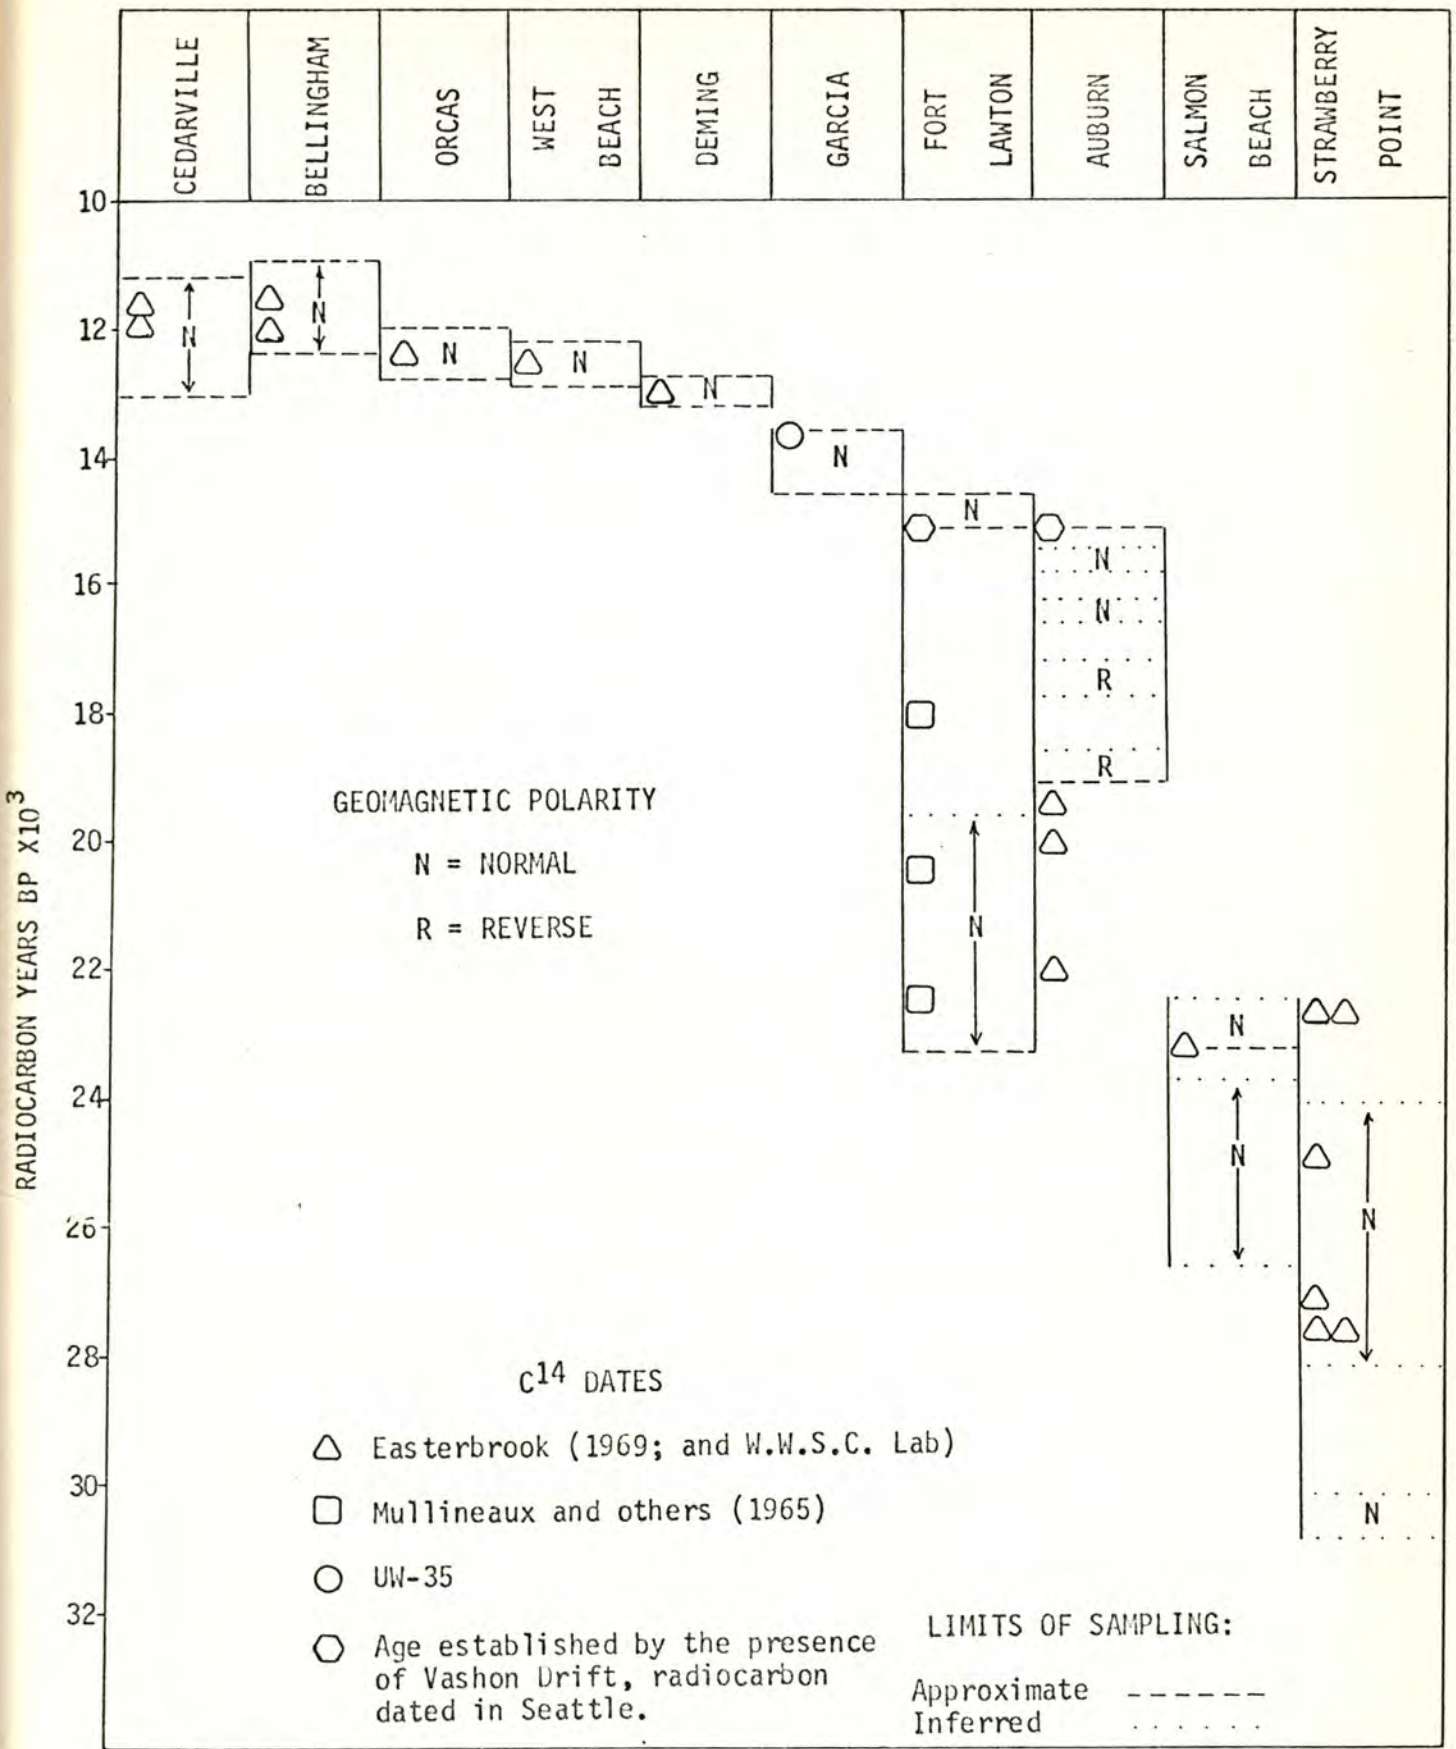 CEDARVILLE
BELLINGHAM
ORCAS
WEST
BEACH
DEMING
GARCIA
FORT
LAWTON
AUBURN
SALMON
BEACH
STRAWBERRY
POINT
RADIOCARBON YEARS BP X10³
10
12
14
16
18
20
22
24
26
28
30
32
N
N
N
N
N
N
N
N
N
R
R
N
N
N
N
N
GEOMAGNETIC POLARITY
N = NORMAL
R = REVERSE
C¹⁴ DATES
Easterbrook (1969; and W.W.S.C. Lab)
Mullineaux and others (1965)
UW-35
Age established by the presence
of Vashon Drift, radiocarbon
dated in Seattle.
LIMITS OF SAMPLING:
Approximate
Inferred